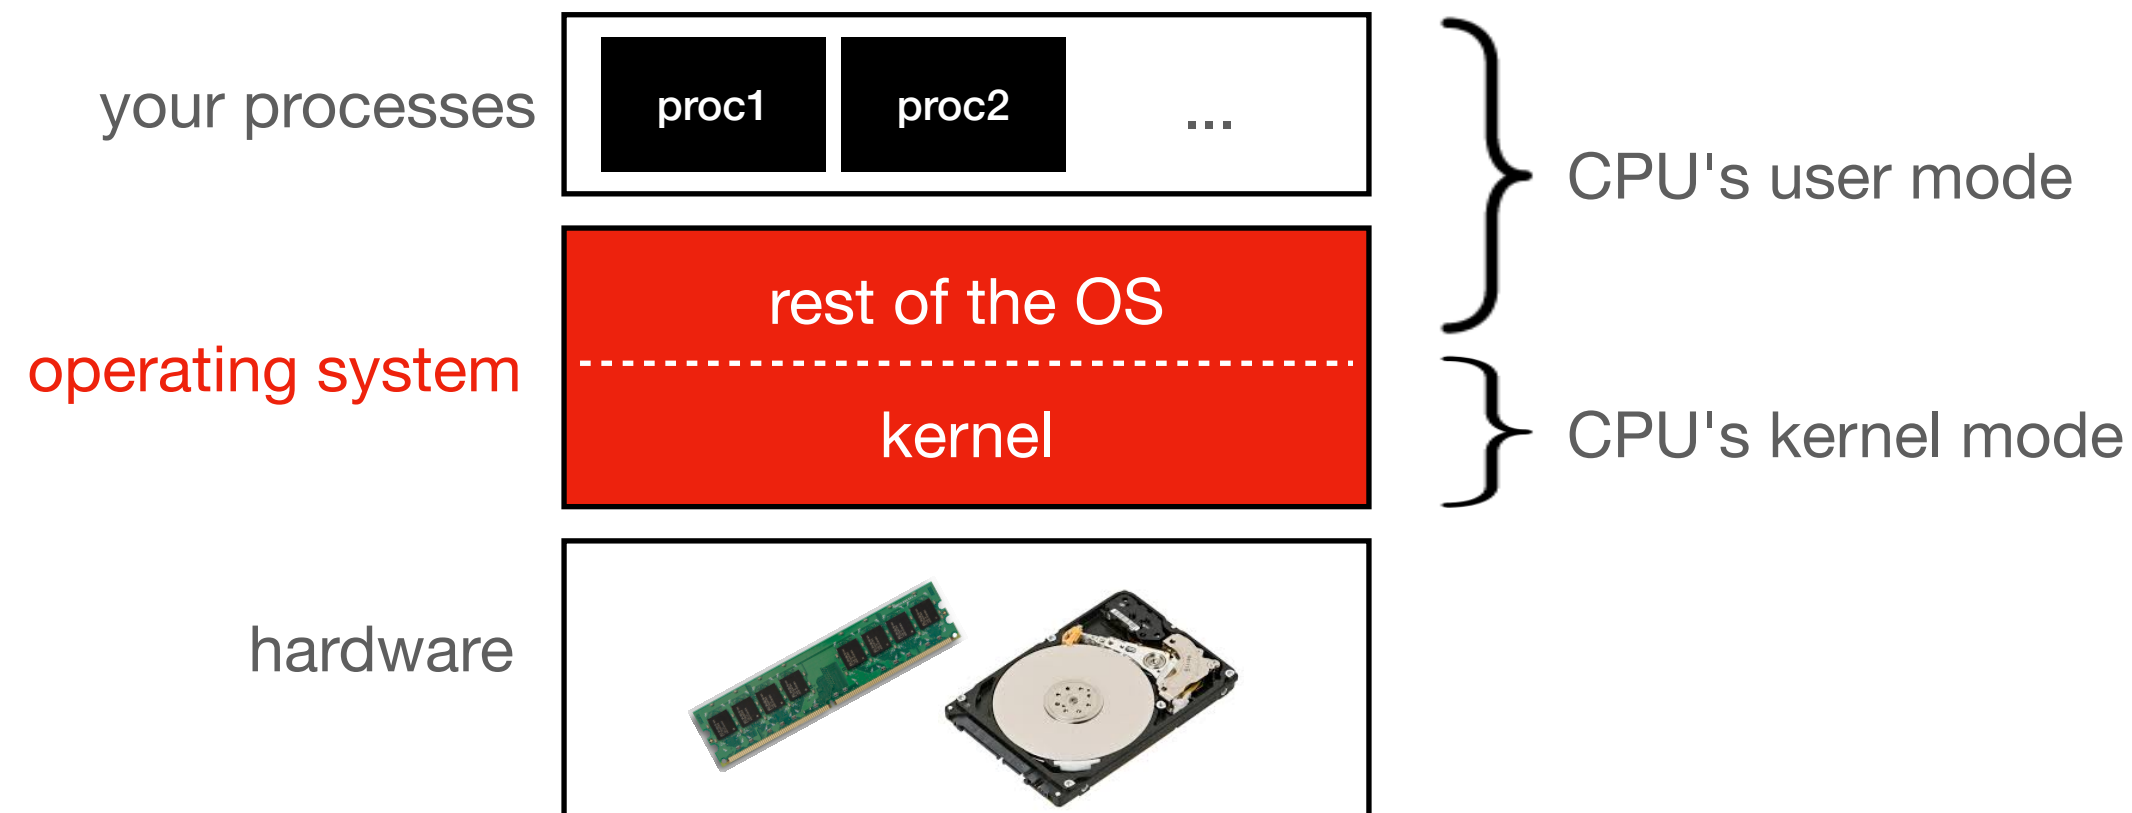 your processes
proc1
proc2
...
CPU's user mode
operating system
rest of the OS
kernel
CPU's kernel mode
hardware